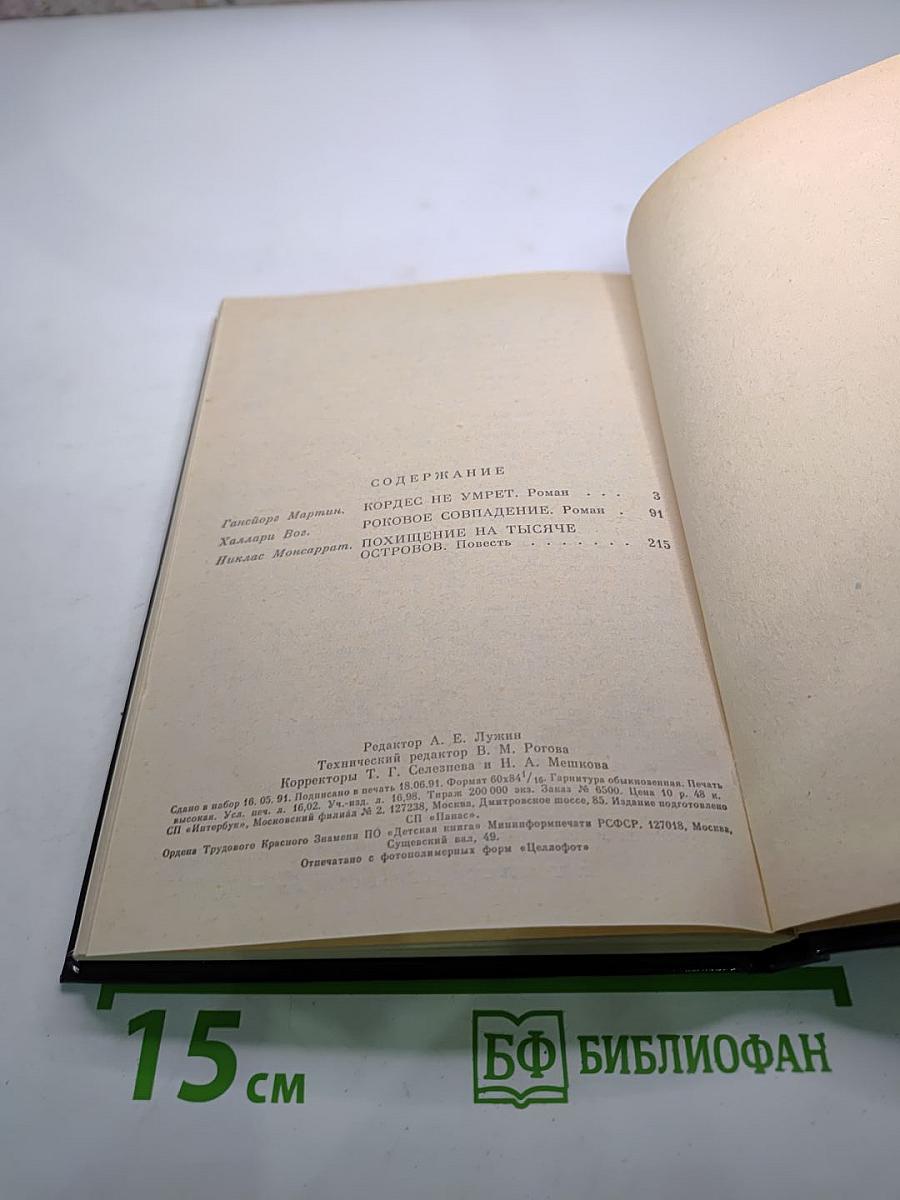 СОДЕРЖАНИЕ
Гансйорг Мартин. КОРДЕС НЕ УМРЕТ. Роман . . . 3
Халлари Вог. РОКОВОЕ СОВПАДЕНИЕ. Роман . 91
Никлас Монсаррат. ПОХИЩЕНИЕ НА ТЫСЯЧЕ
ОСТРОВОВ. Повесть . . . . . . . 215
Редактор А. Е. Лужин
Технический редактор В. М. Рогова
Корректоры Т. Г. Селезнева и Н. А. Мешкова
Сдано в набор 16. 05. 91. Подписано в печать 18.06.91. Формат 60х84¹/16. Гарнитура обыкновенная. Печать
высокая. Усл. печ. л. 16,02. Уч.-изд. л. 16,98. Тираж 200 000 экз. Заказ № 6500. Цена 10 р. 48 к.
СП «Интербук», Московский филиал № 2. 127238, Москва, Дмитровское шоссе, 85. Издание подготовлено
СП «Панас».
Ордена Трудового Красного Знамени ПО «Детская книга» Мининформпечати РСФСР. 127018, Москва,
Сущевский вал, 49.
Отпечатано с фотополимерных форм «Целлофот»
15 см
БФ БИБЛИОФАН